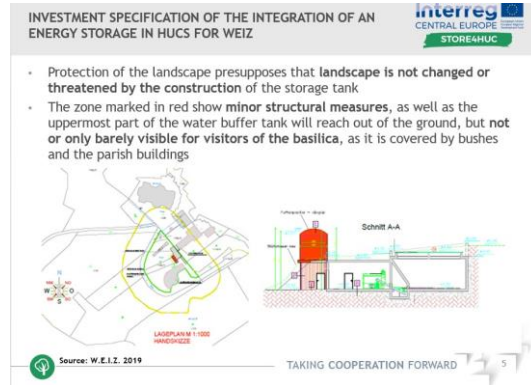 INVESTMENT SPECIFICATION OF THE INTEGRATION OF AN
ENERGY STORAGE IN HUCS FOR WEIZ
Interreg
CENTRAL EUROPE
STORE4HUC
• Protection of the landscape presupposes that landscape is not changed or
threatened by the construction of the storage tank
• The zone marked in red show minor structural measures, as well as the
uppermost part of the water buffer tank will reach out of the ground, but not
or only barely visible for visitors of the basilica, as it is covered by bushes
and the parish buildings
Schnitt A-A
N
W
O
S
LAGEPLAN M 1:1000
HANDSKIZZE
Source: W.E.I.Z. 2019
TAKING COOPERATION FORWARD
5